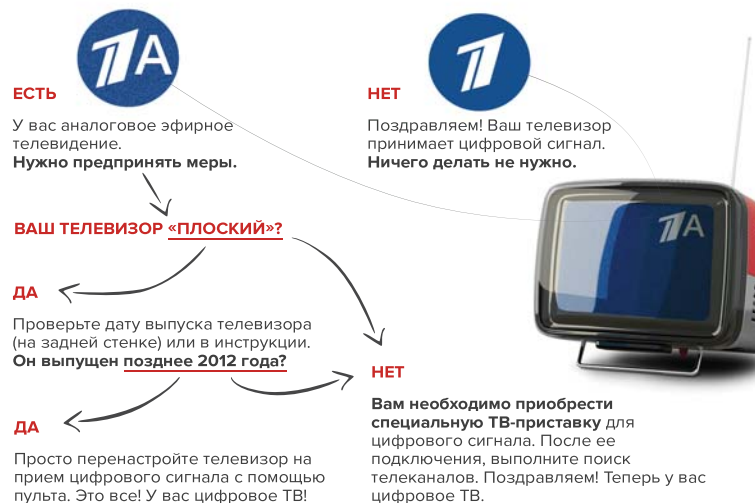 1А
ЕСТЬ
У вас аналоговое эфирное
телевидение.
Нужно предпринять меры.
1
НЕТ
Поздравляем! Ваш телевизор
принимает цифровой сигнал.
Ничего делать не нужно.
1А
ВАШ ТЕЛЕВИЗОР «ПЛОСКИЙ»?
ДА
Проверьте дату выпуска телевизора
(на задней стенке) или в инструкции.
Он выпущен позднее 2012 года?
ДА
Просто перенастройте телевизор на
прием цифрового сигнала с помощью
пульта. Это все! У вас цифровое ТВ!
НЕТ
Вам необходимо приобрести
специальную ТВ-приставку для
цифрового сигнала. После ее
подключения, выполните поиск
телеканалов. Поздравляем! Теперь у вас
цифровое ТВ.